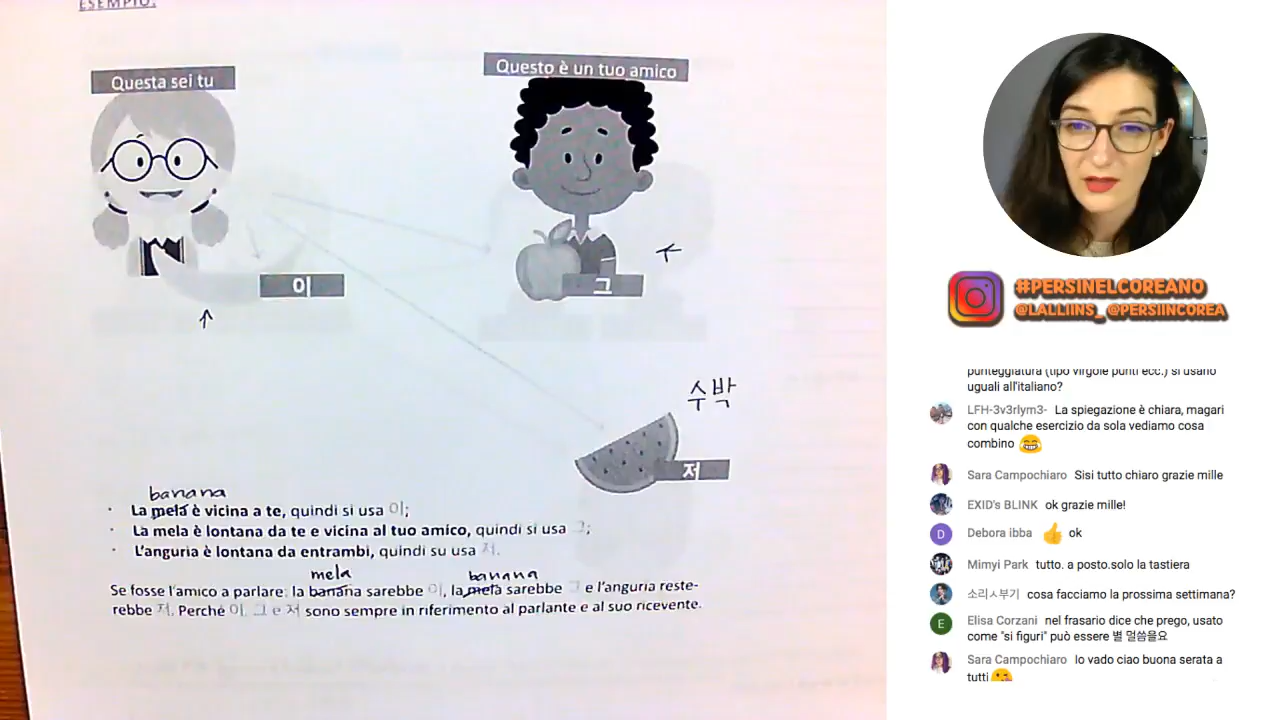 ESEMPIO:
Questa sei tu
Questo è un tuo amico
이
그
수박
저
banana
· La mela è vicina a te, quindi si usa 이;
· La mela è lontana da te e vicina al tuo amico, quindi si usa 그;
· L'anguria è lontana da entrambi, quindi su usa 저.
mela banana
Se fosse l'amico a parlare: la banana sarebbe 이, la mela sarebbe 그 e l'anguria reste-
rebbe 저. Perché 이, 그 e 저 sono sempre in riferimento al parlante e al suo ricevente.
#PERSINELCOREANO
@LALLIINS_ @PERSIINCOREA
punteggiatura (tipo virgole punti ecc.) si usano
uguali all'italiano?
LFH-3v3rlym3- La spiegazione è chiara, magari
con qualche esercizio da sola vediamo cosa
combino
Sara Campochiaro Sisi tutto chiaro grazie mille
EXID's BLINK ok grazie mille!
Debora ibba ok
Mimyi Park tutto. a posto.solo la tastiera
소리ㅅ부기 cosa facciamo la prossima settimana?
Elisa Corzani nel frasario dice che prego, usato
come "si figuri" può essere 별 멀씀을요
Sara Campochiaro Io vado ciao buona serata a
tutti